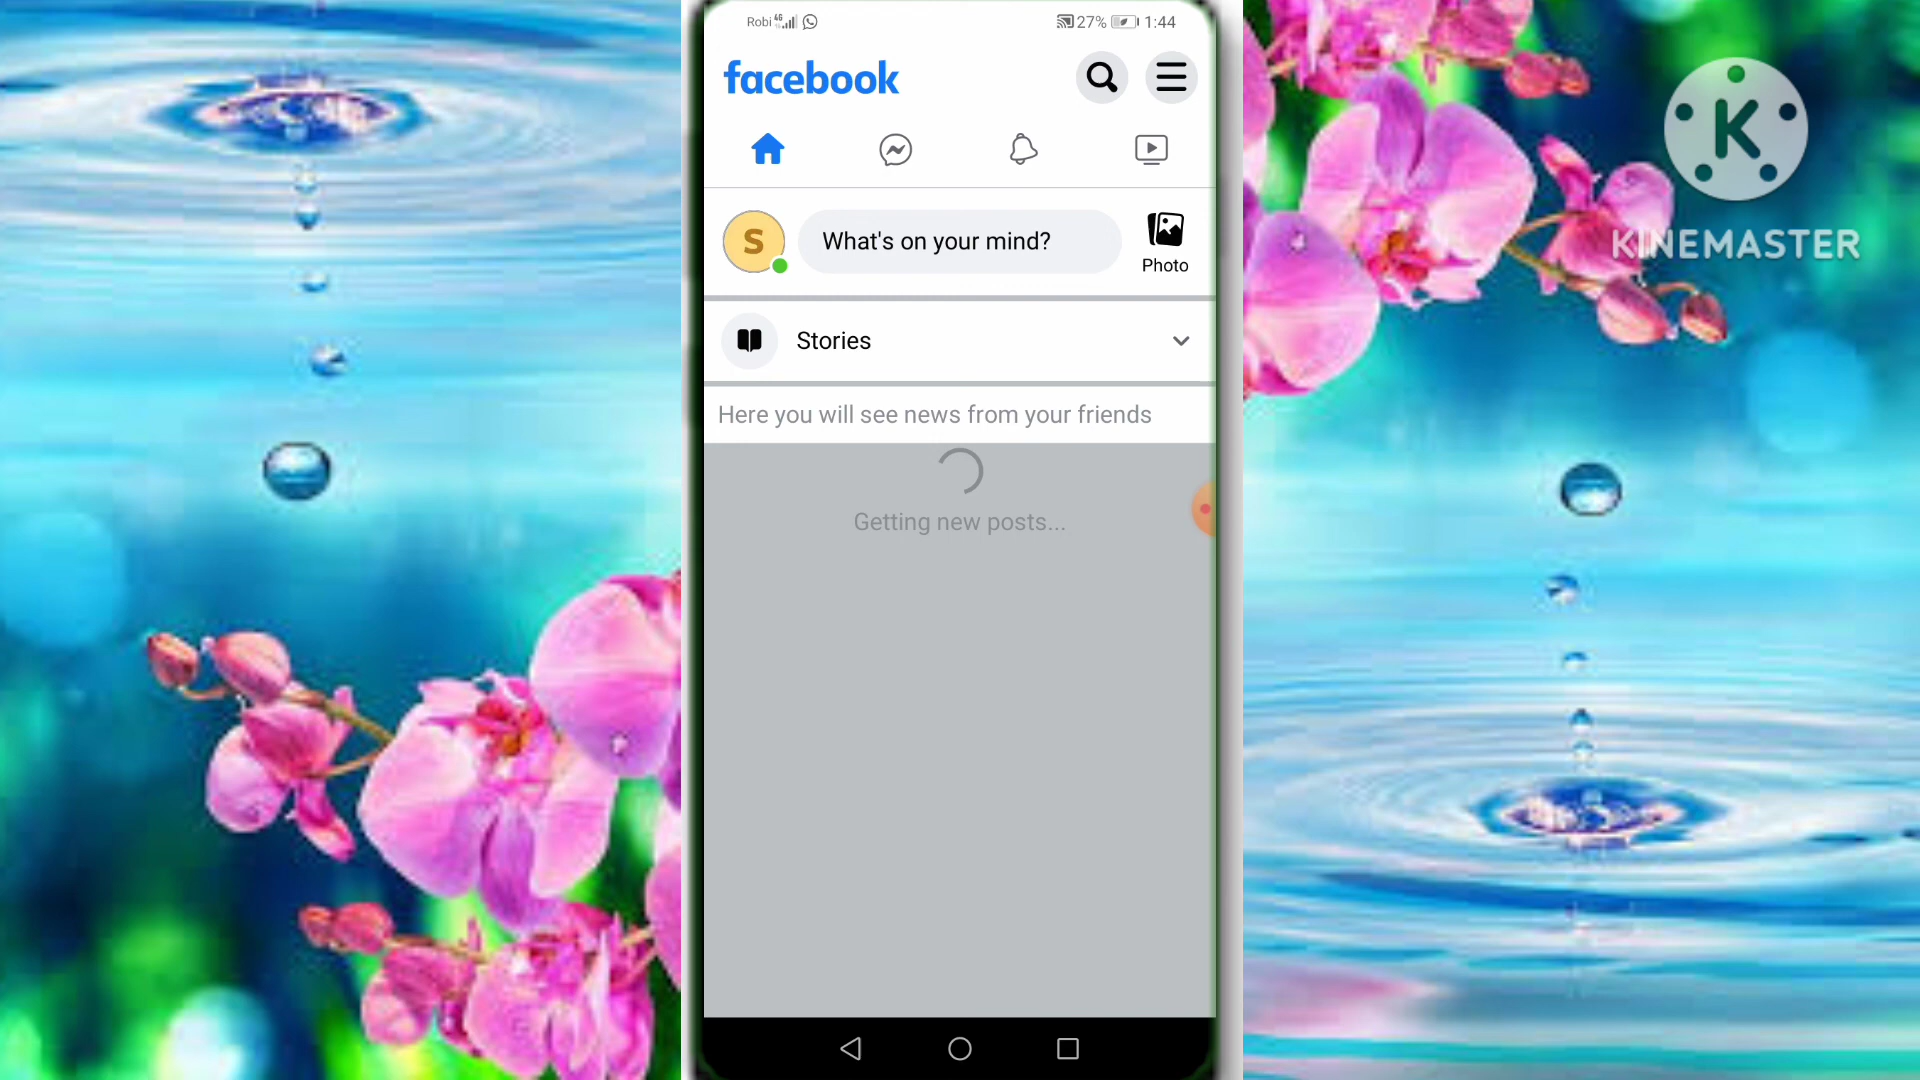 Robi 4G 27% 1:44
facebook
S
What's on your mind?
Photo
Stories
Here you will see news from your friends
Getting new posts...
K
KINEMASTER